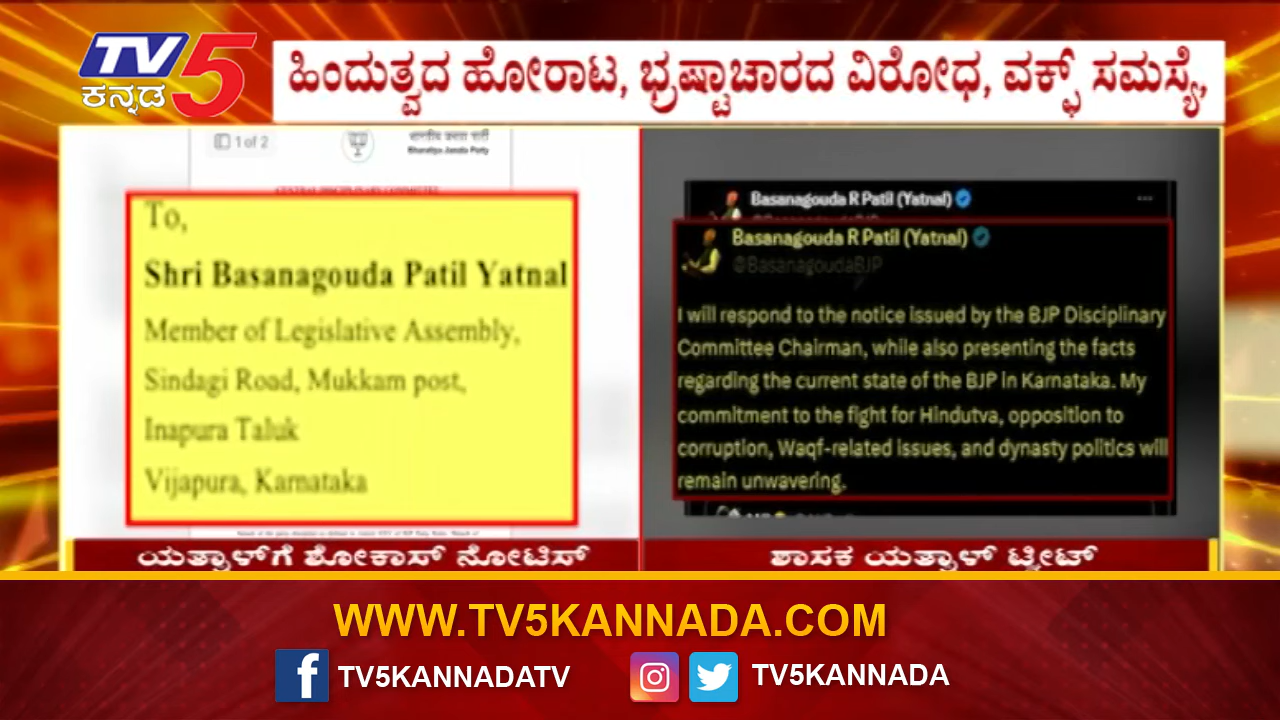 TV5
ಕನ್ನಡ
ಹಿಂದುತ್ವದ ಹೋರಾಟ, ಭ್ರಷ್ಟಾಚಾರದ ವಿರೋಧ, ವಕ್ಫ್ ಸಮಸ್ಯೆ,
1 of 2
भारतीय जनता पार्टी
Bharatiya Janata Party
To,
Shri Basanagouda Patil Yatnal
Member of Legislative Assembly,
Sindagi Road, Mukkam post,
Inapura Taluk
Vijapura, Karnataka
ಯತ್ನಾಳ್‌ಗೆ ಶೋಕಾಸ್ ನೋಟಿಸ್
Basanagouda R Patil (Yatnal)
Basanagouda R Patil (Yatnal)
@BasanagoudaBJP
I will respond to the notice issued by the BJP Disciplinary
Committee Chairman, while also presenting the facts
regarding the current state of the BJP in Karnataka. My
commitment to the fight for Hindutva, opposition to
corruption, Waqf-related issues, and dynasty politics will
remain unwavering.
ಶಾಸಕ ಯತ್ನಾಳ್ ಟ್ವೀಟ್
WWW.TV5KANNADA.COM
TV5KANNADATV
TV5KANNADA